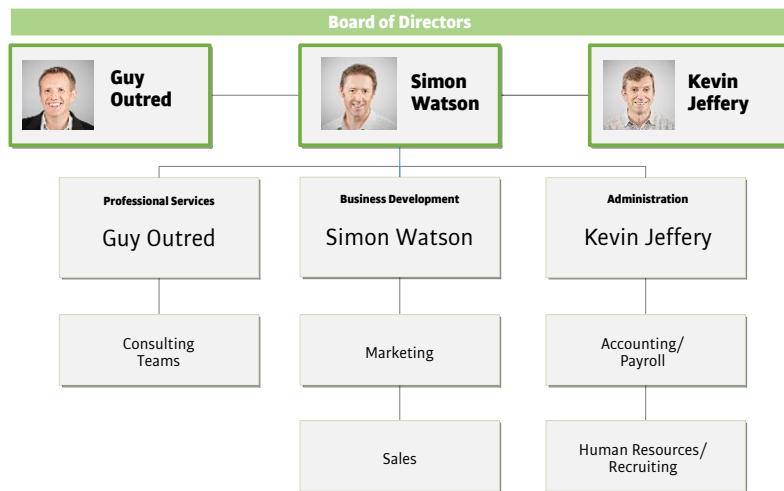 Board of Directors
Guy
Outred
Simon
Watson
Kevin
Jeffery
Professional Services
Guy Outred
Business Development
Simon Watson
Administration
Kevin Jeffery
Consulting
Teams
Marketing
Accounting/
Payroll
Sales
Human Resources/
Recruiting